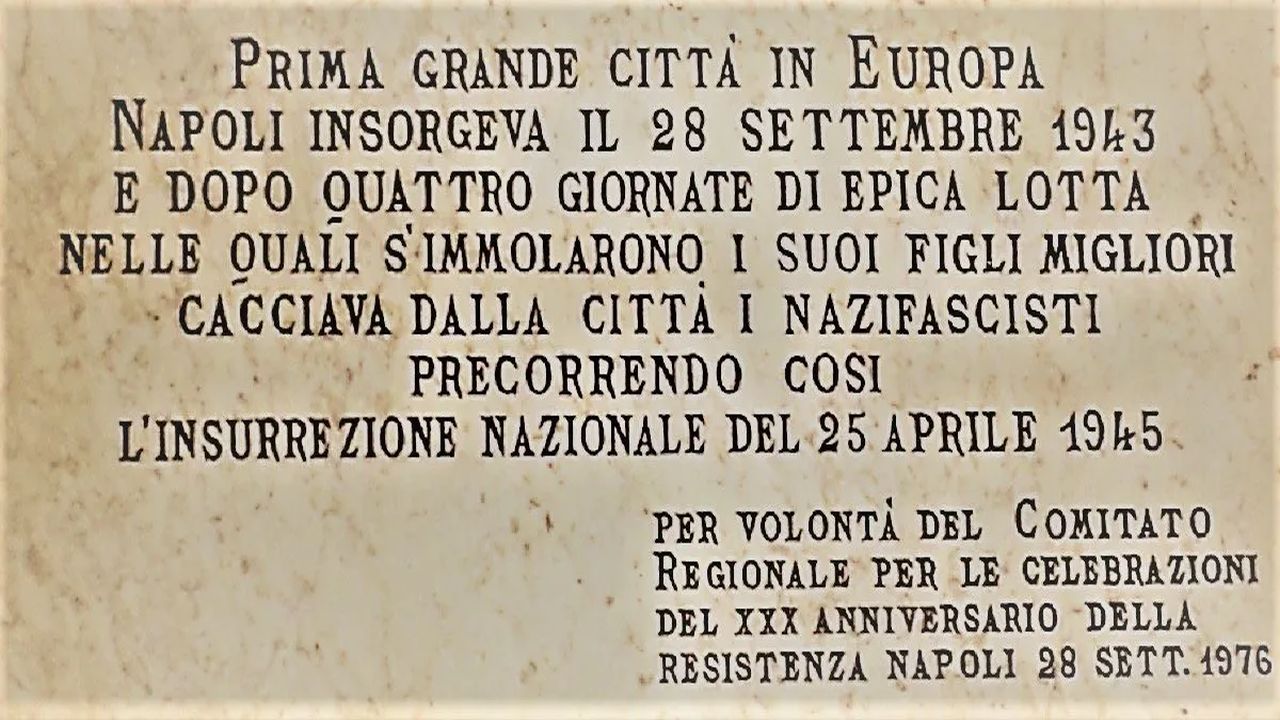 PRIMA GRANDE CITTÀ IN EUROPA
NAPOLI INSORGEVA IL 28 SETTEMBRE 1943
E DOPO QUATTRO GIORNATE DI EPICA LOTTA
NELLE QUALI S'IMMOLARONO I SUOI FIGLI MIGLIORI
CACCIAVA DALLA CITTÀ I NAZIFASCISTI
PRECORRENDO COSI
L'INSURREZIONE NAZIONALE DEL 25 APRILE 1945
PER VOLONTÀ DEL COMITATO
REGIONALE PER LE CELEBRAZIONI
DEL XXX ANNIVERSARIO DELLA
RESISTENZA NAPOLI 28 SETT. 1976